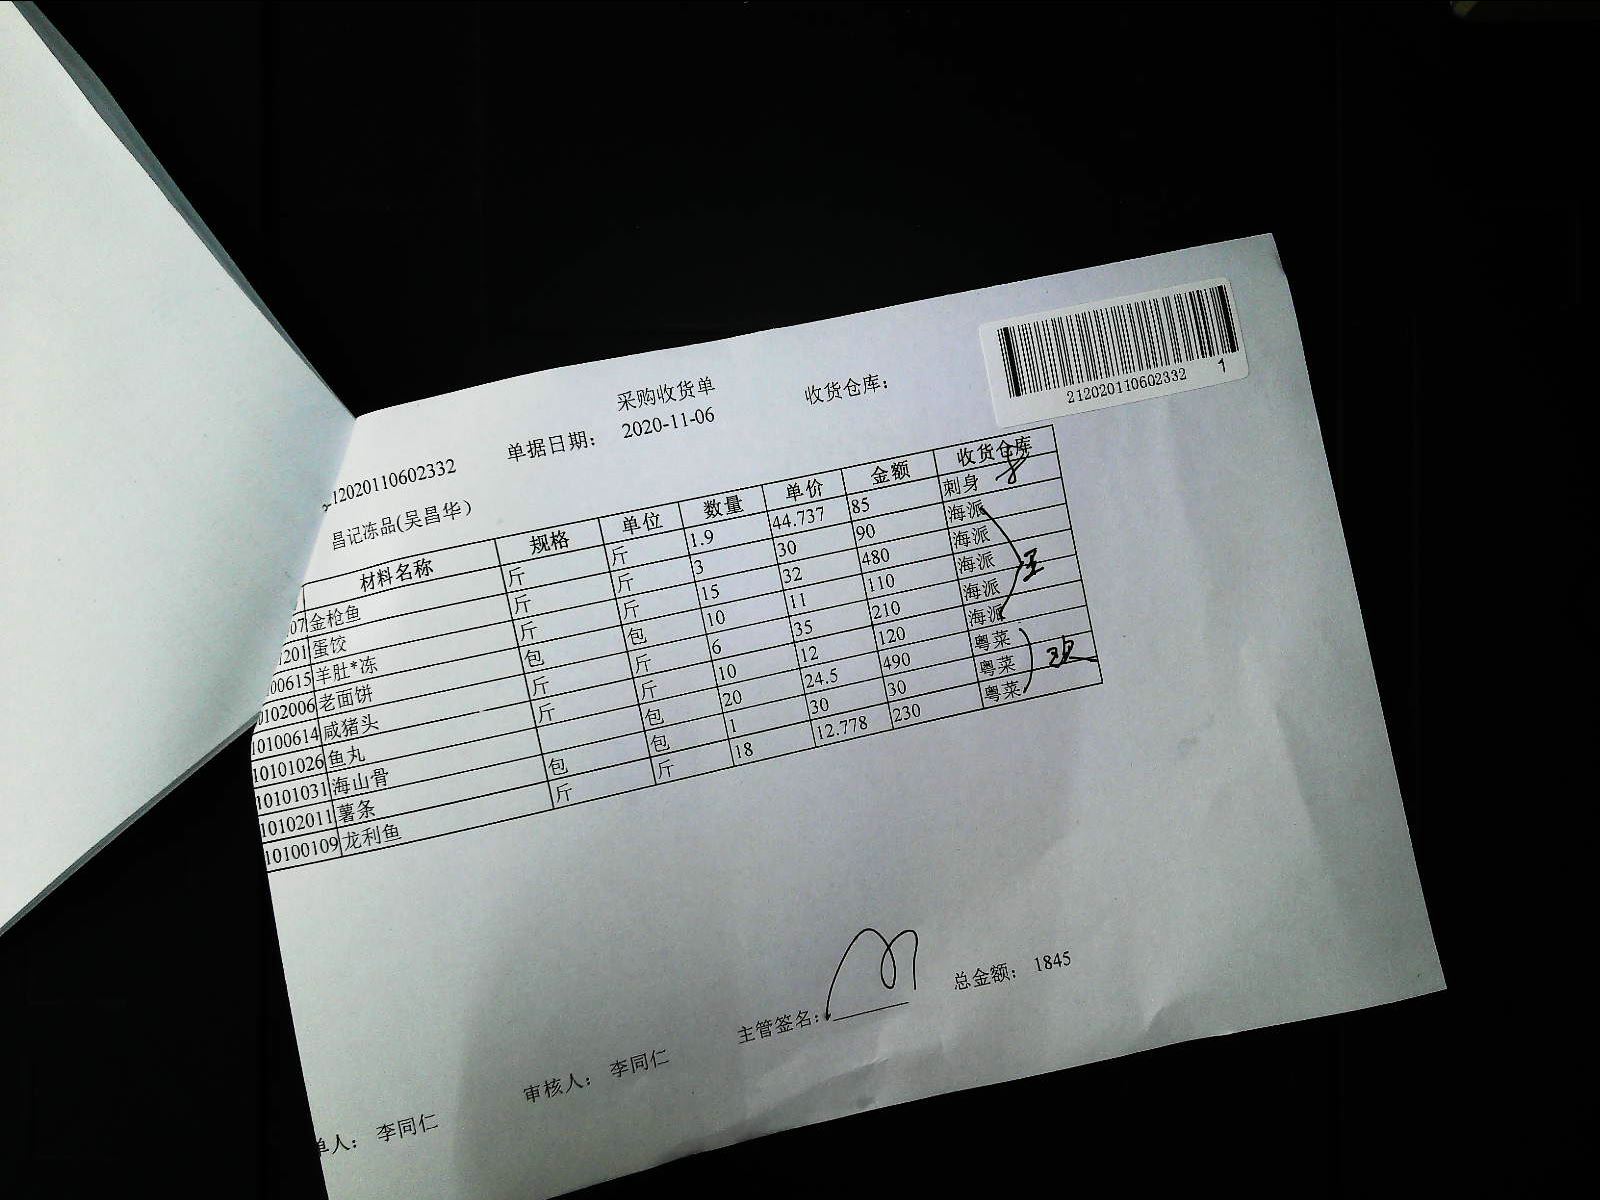 212020110602332 1
采购收货单
收货仓库：
单据日期： 2020-11-06
12020110602332
昌记冻品(吴昌华)
材料名称 规格 单位 数量 单价 金额 收货仓库
07 金枪鱼 斤 斤 1.9 44.737 85 刺身
201 蛋饺 斤 斤 3 30 90 海派
00615 羊肚*冻 斤 斤 15 32 480 海派
0102006 老面饼 包 包 10 11 110 海派
10100614 咸猪头 斤 斤 6 35 210 海派
10101026 鱼丸 斤 斤 10 12 120 海派
10101031 海山骨 包 20 24.5 490 粤菜
10102011 薯条 包 包 1 30 30 粤菜
10100109 龙利鱼 斤 斤 18 12.778 230 粤菜
总金额： 1845
主管签名：
审核人： 李同仁
单人： 李同仁